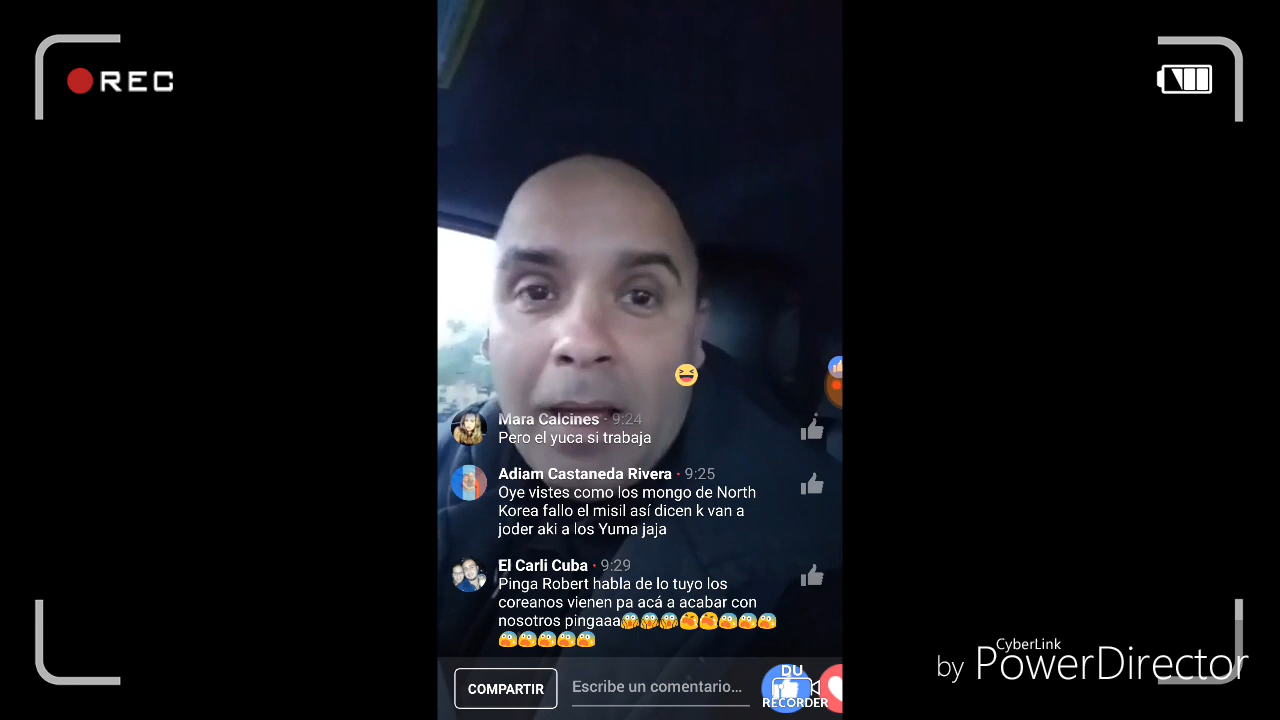 REC
Mara Calcines · 9:24
Pero el yuca si trabaja
Adiam Castaneda Rivera · 9:25
Oye vistes como los mongo de North
Korea fallo el misil así dicen k van a
joder aki a los Yuma jaja
El Carli Cuba · 9:29
Pinga Robert habla de lo tuyo los
coreanos vienen pa acá a acabar con
nosotros pingaaa😱😱😱😝😝😨😨😨
😨😨😨😨😨
COMPARTIR
Escribe un comentario...
DU
RECORDER
CyberLink
by PowerDirector